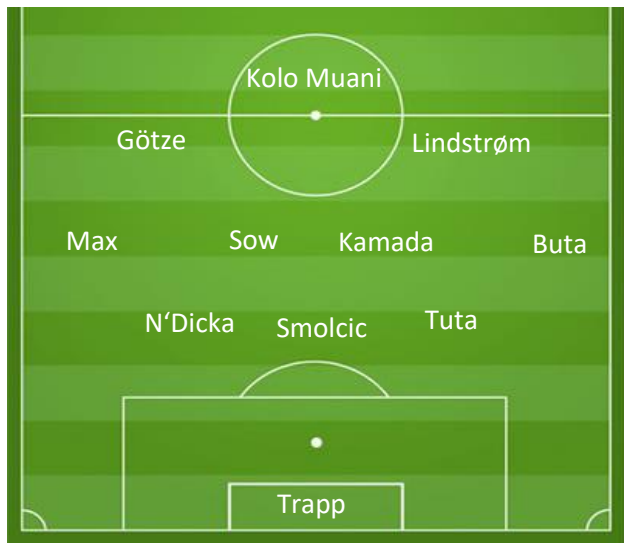 Kolo Muani
Götze Lindstrøm
Max Sow Kamada Buta
N‘Dicka Smolcic Tuta
Trapp